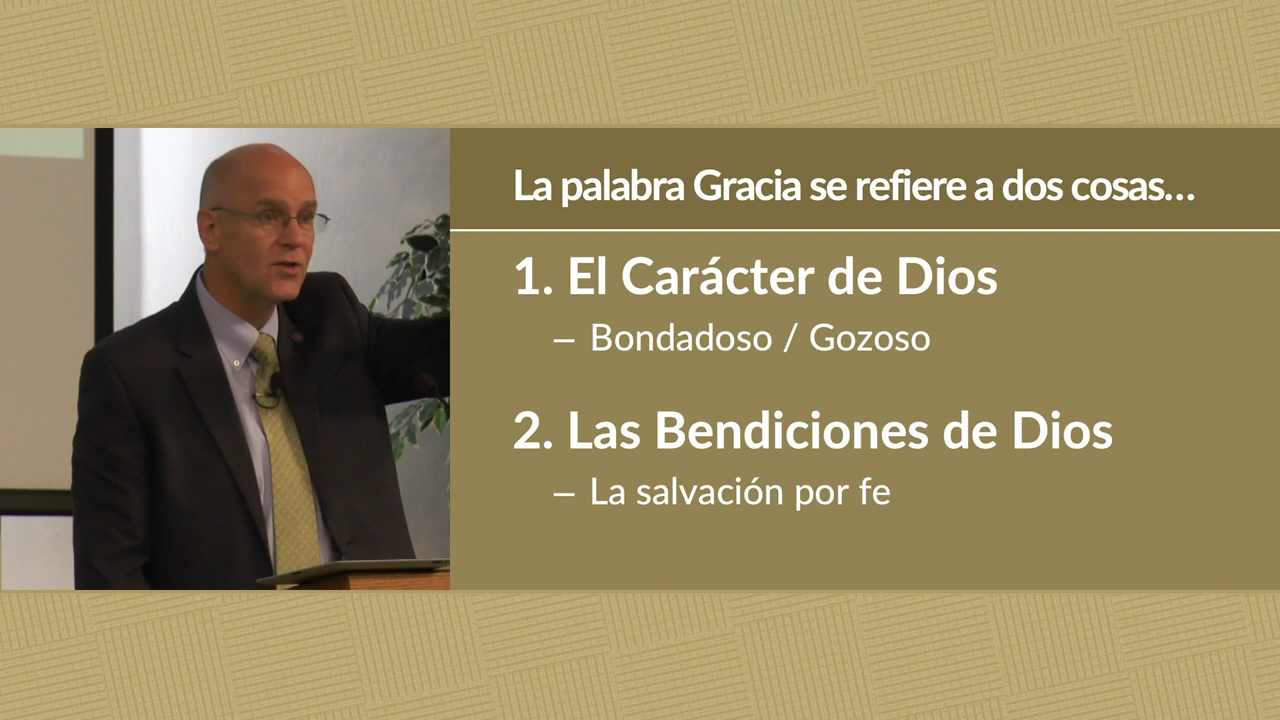 La palabra Gracia se refiere a dos cosas…
1. El Carácter de Dios
– Bondadoso / Gozoso
2. Las Bendiciones de Dios
– La salvación por fe